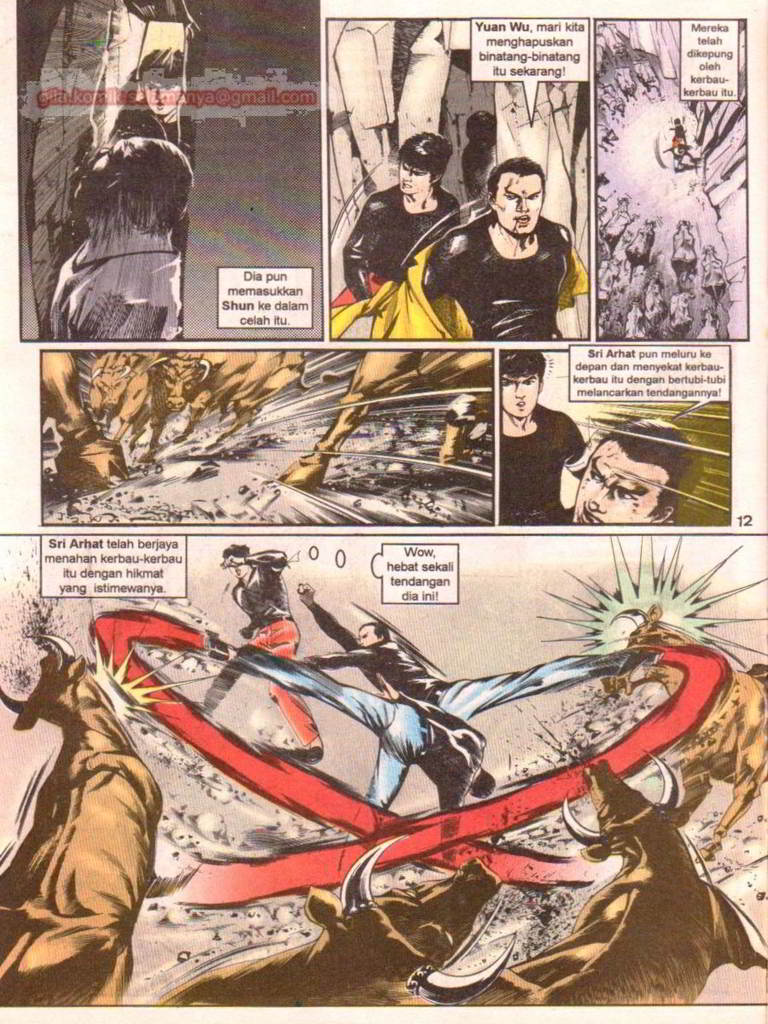 Dia pun
memasukkan
Shun ke dalam
celah itu.
Yuan Wu, mari kita
menghapuskan
binatang-binatang
itu sekarang!
Mereka
telah
dikepung
oleh
kerbau-
kerbau itu.
Sri Arhat pun meluru ke
depan dan menyekat kerbau-
kerbau itu dengan bertubi-tubi
melancarkan tendangannya!
12
Sri Arhat telah berjaya
menahan kerbau-kerbau
itu dengan hikmat
yang istimewanya.
Wow,
hebat sekali
tendangan
dia ini!